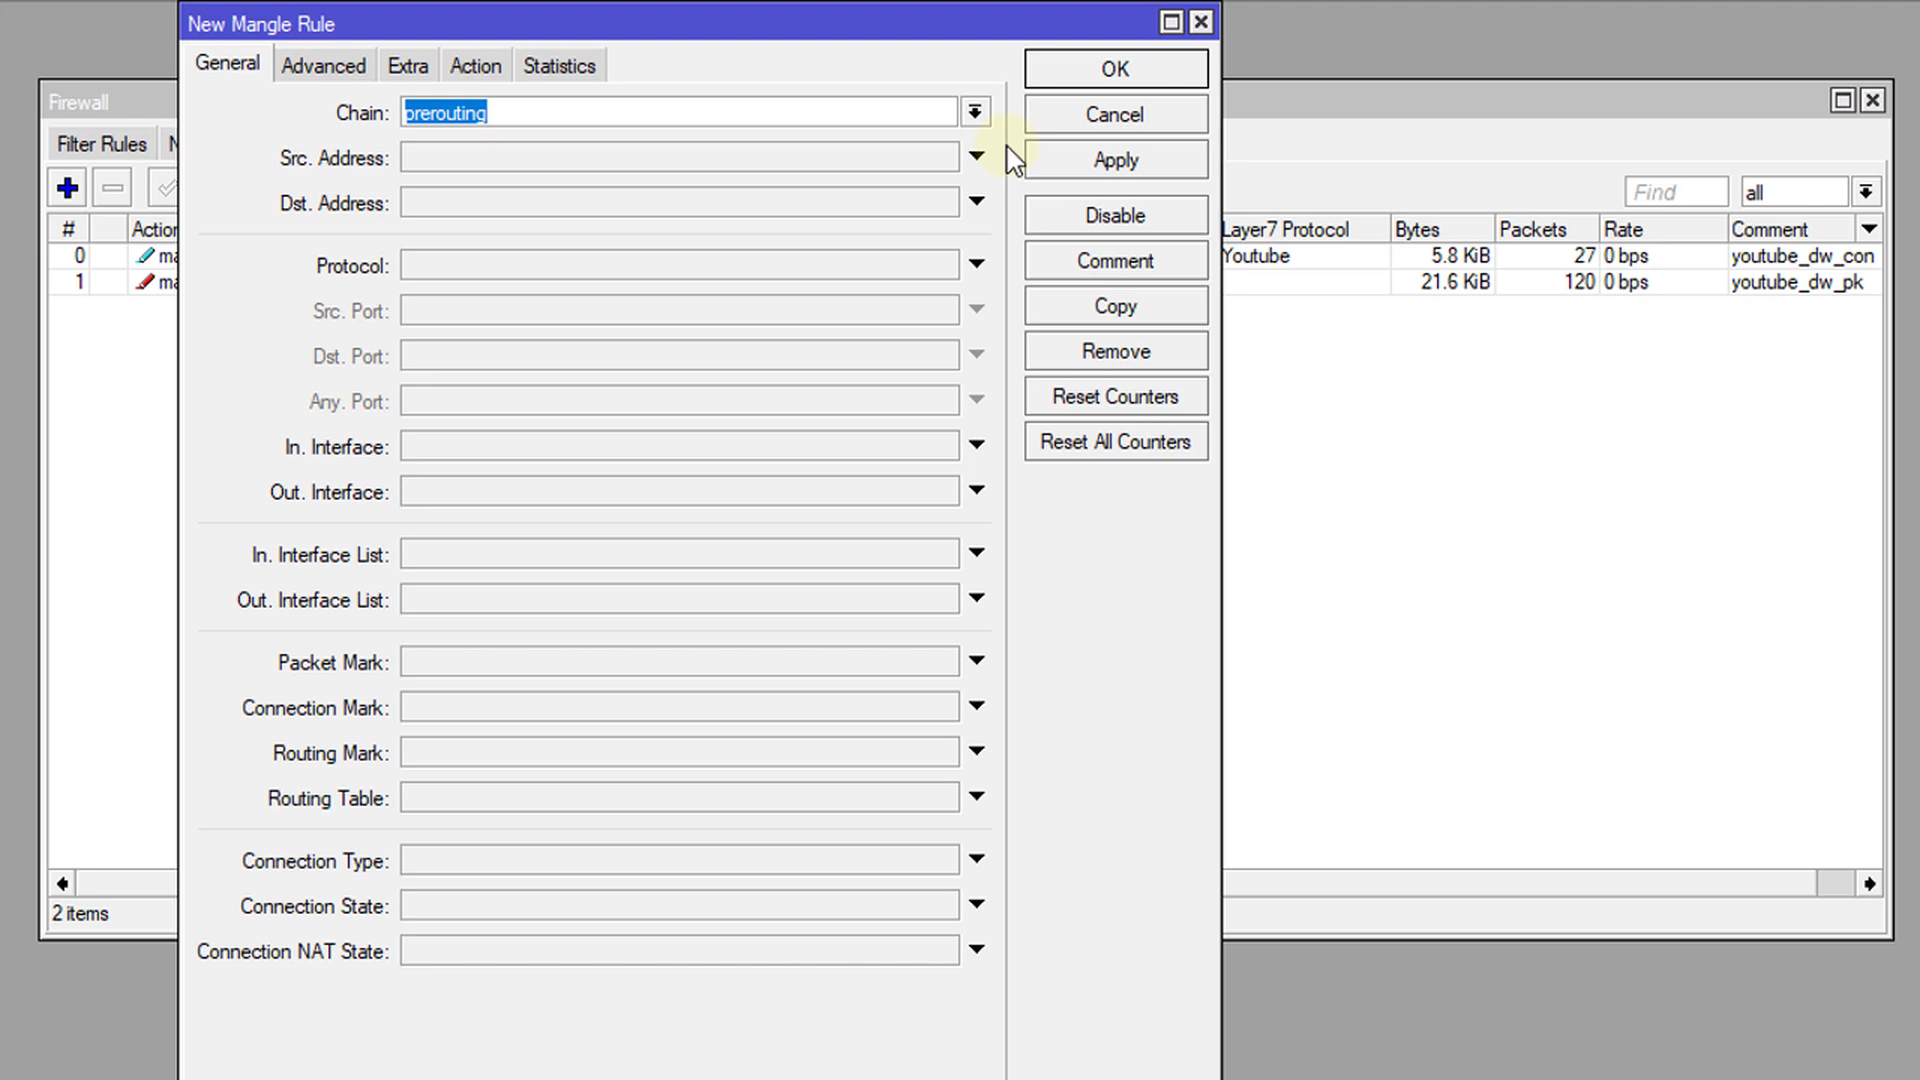 New Mangle Rule
General Advanced Extra Action Statistics
Chain: prerouting
Src. Address:
Dst. Address:
Protocol:
Src. Port:
Dst. Port:
Any. Port:
In. Interface:
Out. Interface:
In. Interface List:
Out. Interface List:
Packet Mark:
Connection Mark:
Routing Mark:
Routing Table:
Connection Type:
Connection State:
Connection NAT State:
OK
Cancel
Apply
Disable
Comment
Copy
Remove
Reset Counters
Reset All Counters
Firewall
Filter Rules N
Find all
# Action Layer7 Protocol Bytes Packets Rate Comment
0 ma Youtube 5.8 KiB 27 0 bps youtube_dw_con
1 ma 21.6 KiB 120 0 bps youtube_dw_pk
2 items